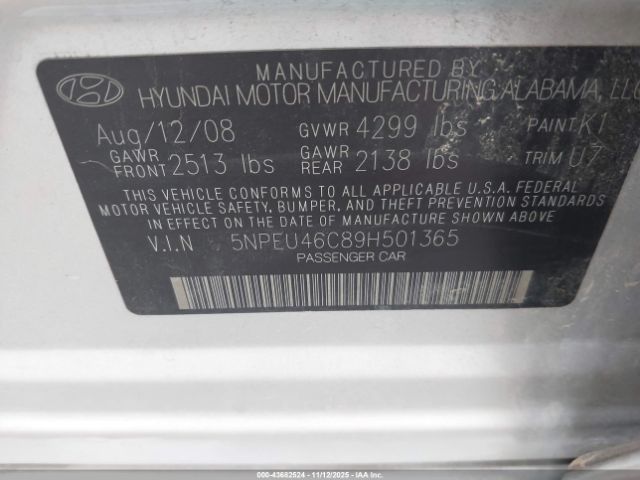 MANUFACTURED BY
HYUNDAI MOTOR MANUFACTURING ALABAMA, LLC
Aug/12/08 GVWR 4299 lbs PAINT K1
GAWR FRONT 2513 lbs GAWR REAR 2138 lbs TRIM U7
THIS VEHICLE CONFORMS TO ALL APPLICABLE U.S.A. FEDERAL
MOTOR VEHICLE SAFETY, BUMPER, AND THEFT PREVENTION STANDARDS
IN EFFECT ON THE DATE OF MANUFACTURE SHOWN ABOVE
V.I.N 5NPEU46C89H501365
PASSENGER CAR
000-43682524 - 11/12/2025 - © IAA Holdings, LLC